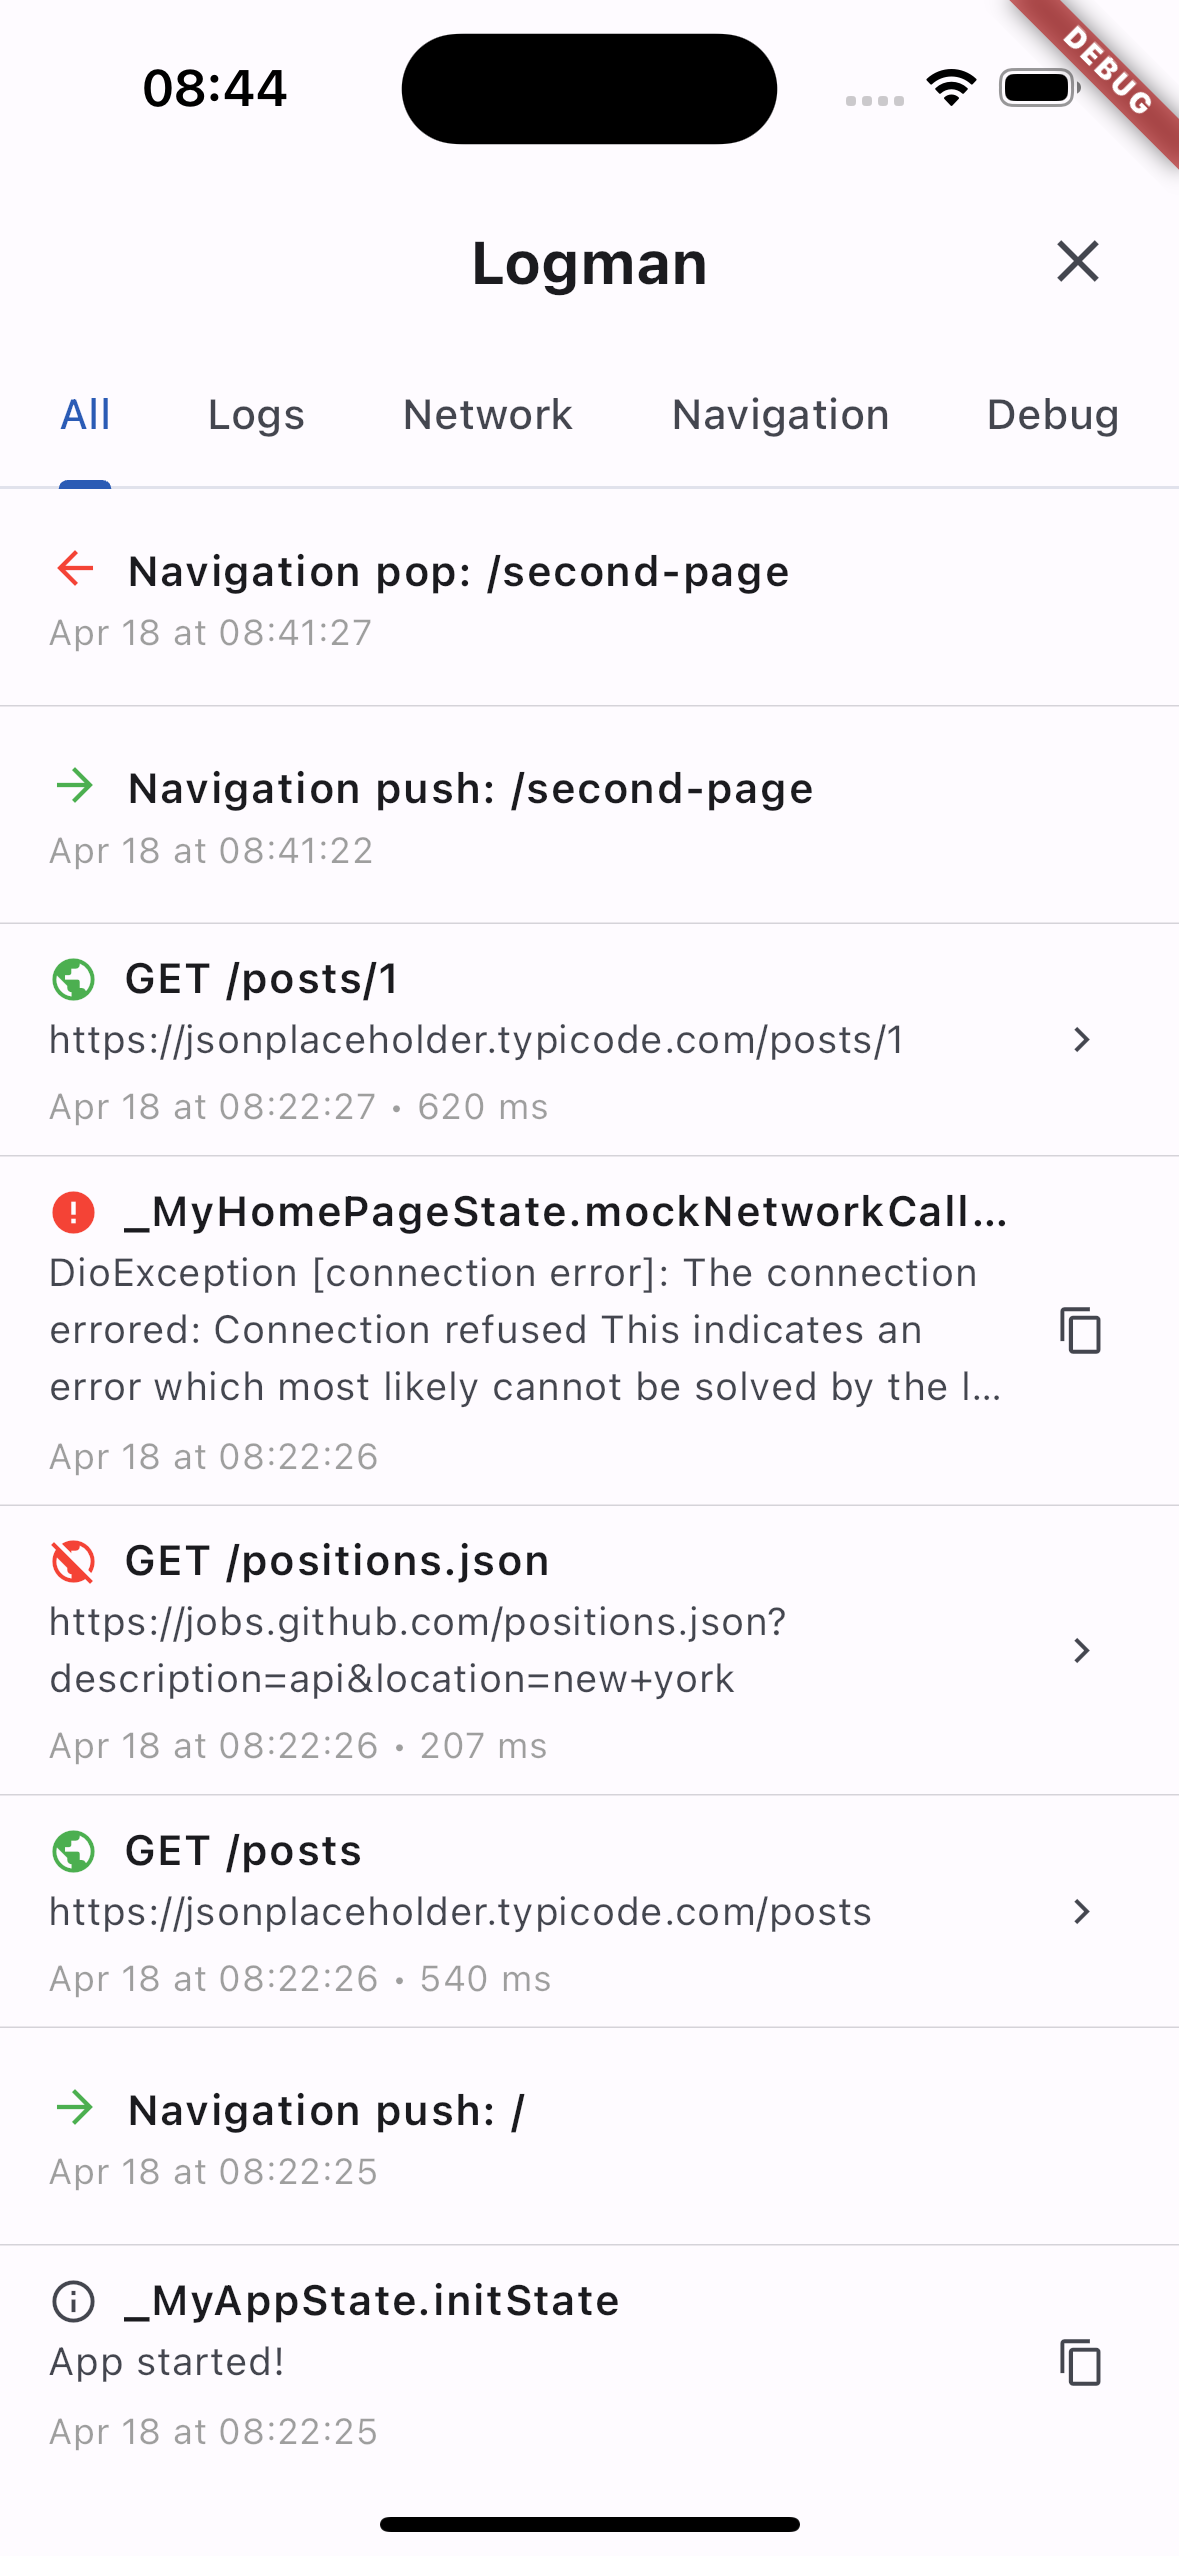 08:44
DEBUG
Logman
All Logs Network Navigation Debug
Navigation pop: /second-page
Apr 18 at 08:41:27
Navigation push: /second-page
Apr 18 at 08:41:22
GET /posts/1
https://jsonplaceholder.typicode.com/posts/1
Apr 18 at 08:22:27 • 620 ms
_MyHomePageState.mockNetworkCall...
DioException [connection error]: The connection
errored: Connection refused This indicates an
error which most likely cannot be solved by the l...
Apr 18 at 08:22:26
GET /positions.json
https://jobs.github.com/positions.json?
description=api&location=new+york
Apr 18 at 08:22:26 • 207 ms
GET /posts
https://jsonplaceholder.typicode.com/posts
Apr 18 at 08:22:26 • 540 ms
Navigation push: /
Apr 18 at 08:22:25
_MyAppState.initState
App started!
Apr 18 at 08:22:25